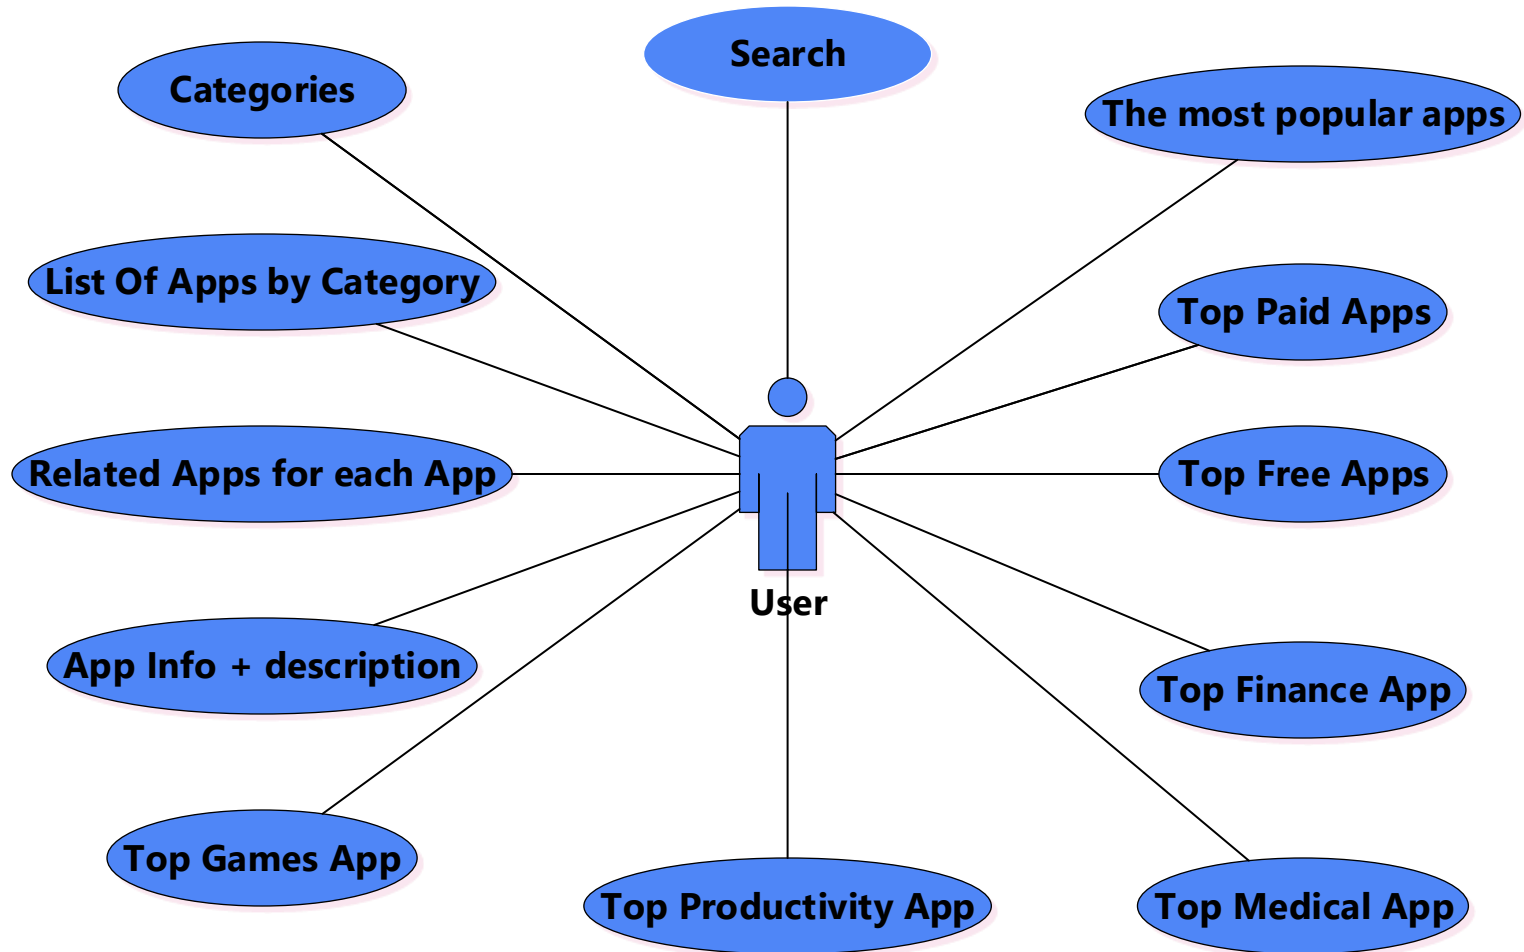 Search
Categories
The most popular apps
List Of Apps by Category
Top Paid Apps
Related Apps for each App
Top Free Apps
User
App Info + description
Top Finance App
Top Games App
Top Productivity App
Top Medical App